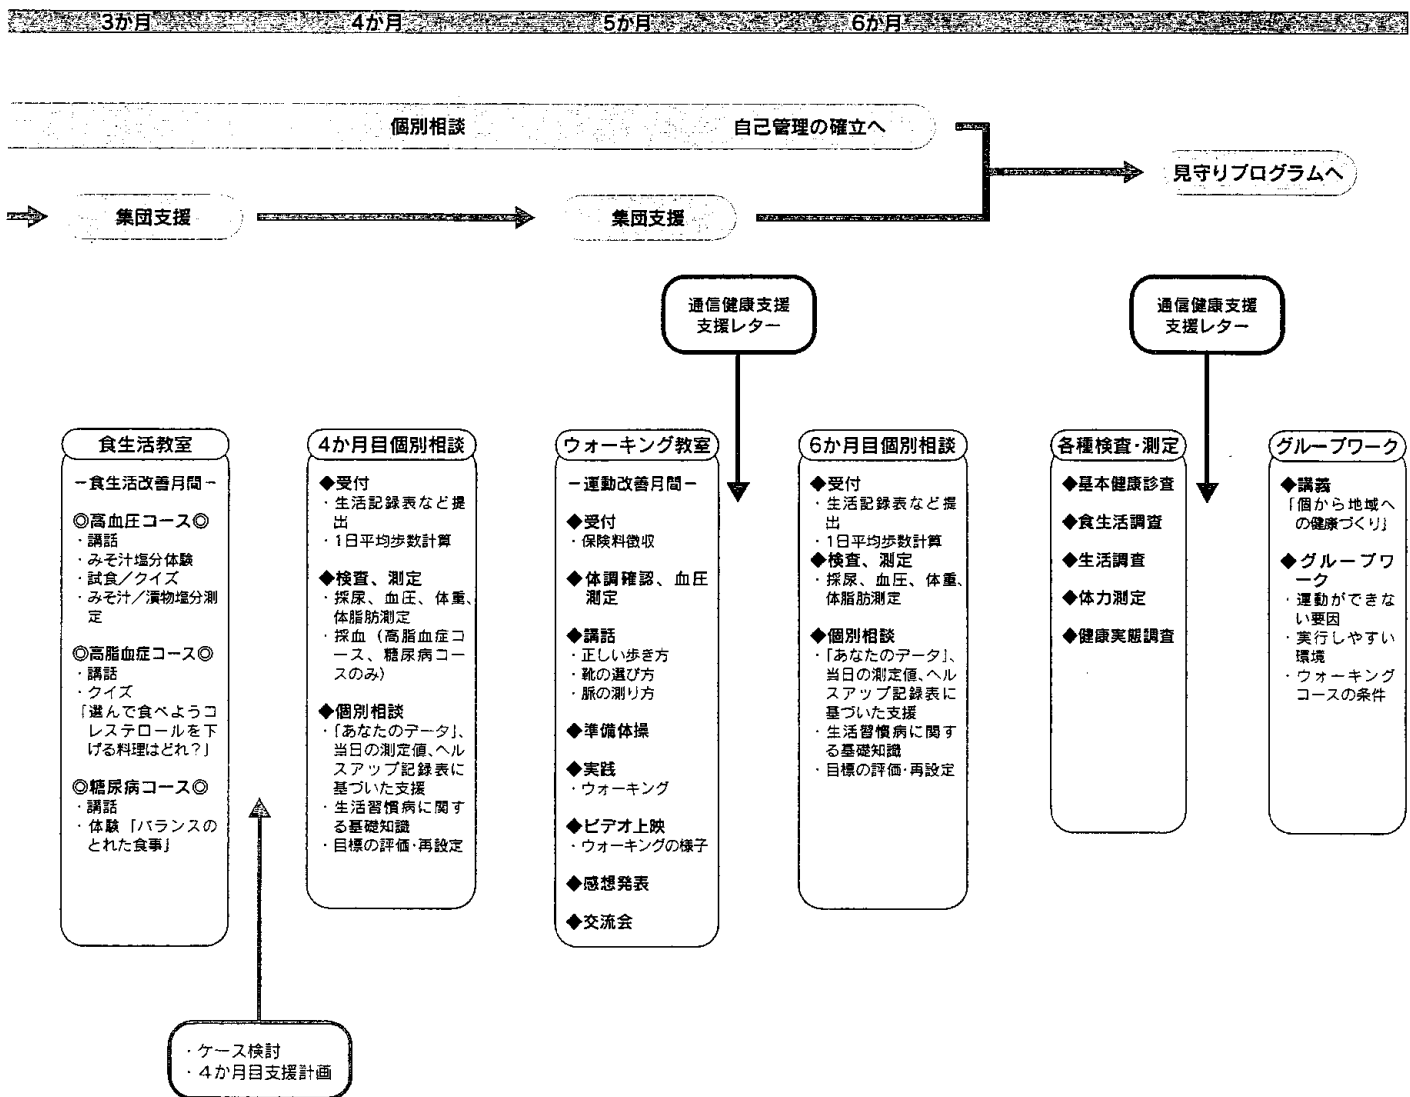 3か月
4か月
5か月
6か月
個別相談
自己管理の確立へ
見守りプログラムへ
集団支援
集団支援
通信健康支援
支援レター
通信健康支援
支援レター
食生活教室
－食生活改善月間－
◎高血圧コース◎
・講話
・みそ汁塩分体験
・試食／クイズ
・みそ汁／漬物塩分測
定
◎高脂血症コース◎
・講話
・クイズ
「選んで食べようコ
レステロールを下
げる料理はどれ？」
◎糖尿病コース◎
・講話
・体験「バランスの
とれた食事」
4か月目個別相談
◆受付
・生活記録表など提
出
・1日平均歩数計算
◆検査、測定
・採尿、血圧、体重、
体脂肪測定
・採血（高脂血症コ
ース、糖尿病コー
スのみ）
◆個別相談
・「あなたのデータ」、
当日の測定値、ヘル
スアップ記録表に
基づいた支援
・生活習慣病に関す
る基礎知識
・目標の評価・再設定
ウォーキング教室
－運動改善月間－
◆受付
・保険料徴収
◆体調確認、血圧
測定
◆講話
・正しい歩き方
・靴の選び方
・脈の測り方
◆準備体操
◆実践
・ウォーキング
◆ビデオ上映
・ウォーキングの様子
◆感想発表
◆交流会
6か月目個別相談
◆受付
・生活記録表など提
出
・1日平均歩数計算
◆検査、測定
・採尿、血圧、体重、
体脂肪測定
◆個別相談
・「あなたのデータ」、
当日の測定値、ヘル
スアップ記録表に
基づいた支援
・生活習慣病に関す
る基礎知識
・目標の評価・再設定
各種検査・測定
◆基本健康診査
◆食生活調査
◆生活調査
◆体力測定
◆健康実態調査
グループワーク
◆講義
「個から地域へ
の健康づくり」
◆グループワ
ーク
・運動ができな
い要因
・実行しやすい
環境
・ウォーキング
コースの条件
・ケース検討
・4か月目支援計画